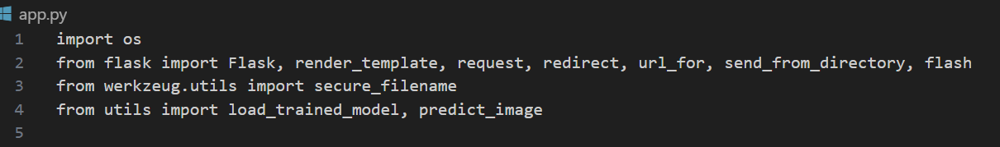 app.py
1 import os
2 from flask import Flask, render_template, request, redirect, url_for, send_from_directory, flash
3 from werkzeug.utils import secure_filename
4 from utils import load_trained_model, predict_image
5